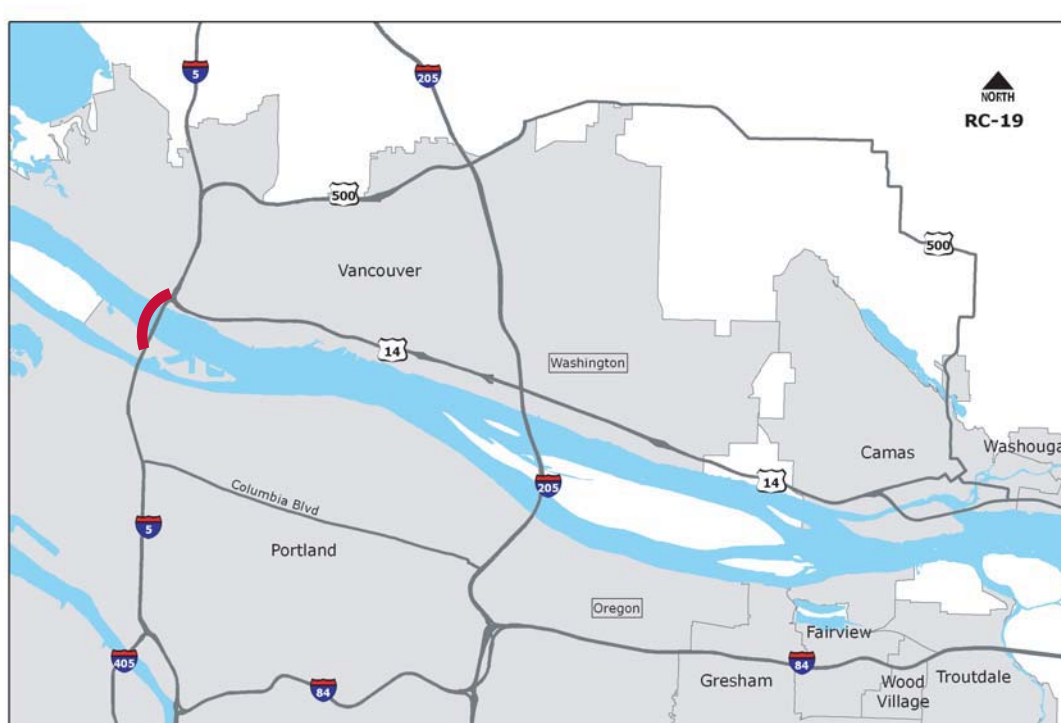 5
205
NORTH
RC-19
500
500
Vancouver
14
Washington
Camas
Washouga
14
205
Columbia Blvd
5
Portland
Oregon
Fairview
405
84
Gresham
84
Wood
Village
Troutdale